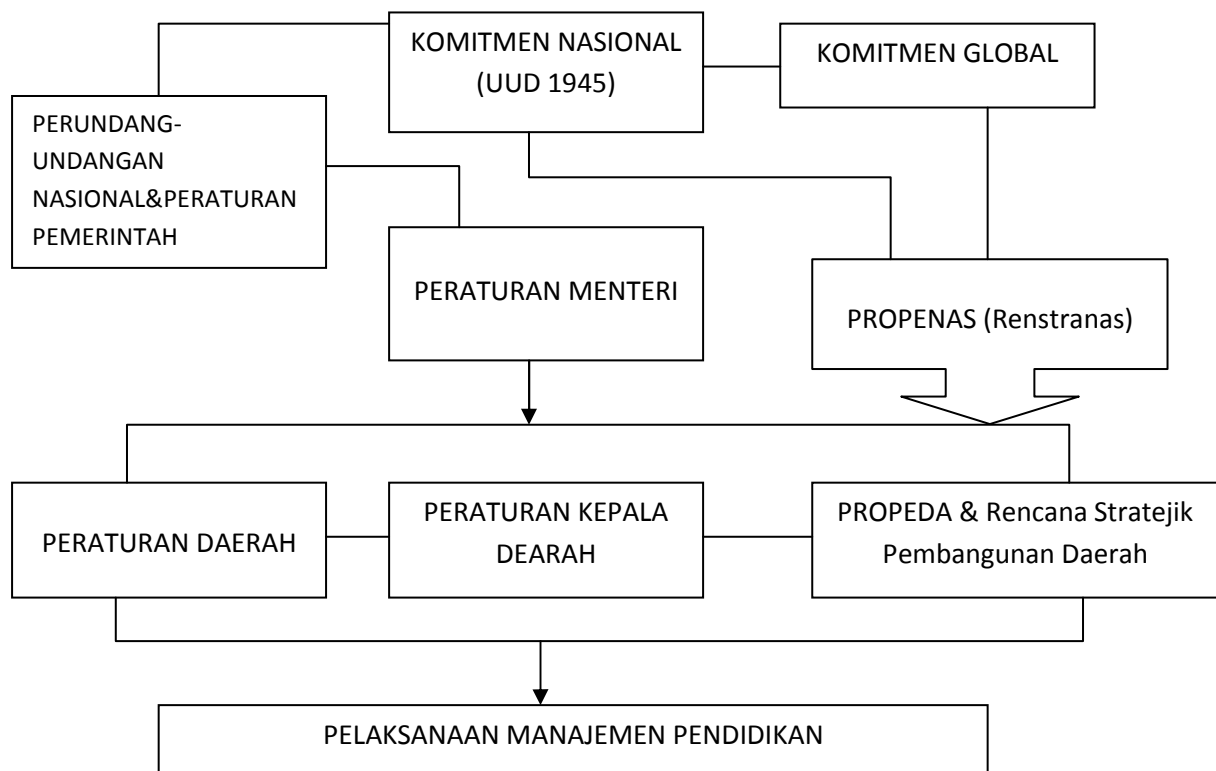 KOMITMEN NASIONAL
(UUD 1945)
KOMITMEN GLOBAL
PERUNDANG-
UNDANGAN
NASIONAL&PERATURAN
PEMERINTAH
PERATURAN MENTERI
PROPENAS (Renstranas)
PERATURAN DAERAH
PERATURAN KEPALA
DEARAH
PROPEDA & Rencana Stratejik
Pembangunan Daerah
PELAKSANAAN MANAJEMEN PENDIDIKAN